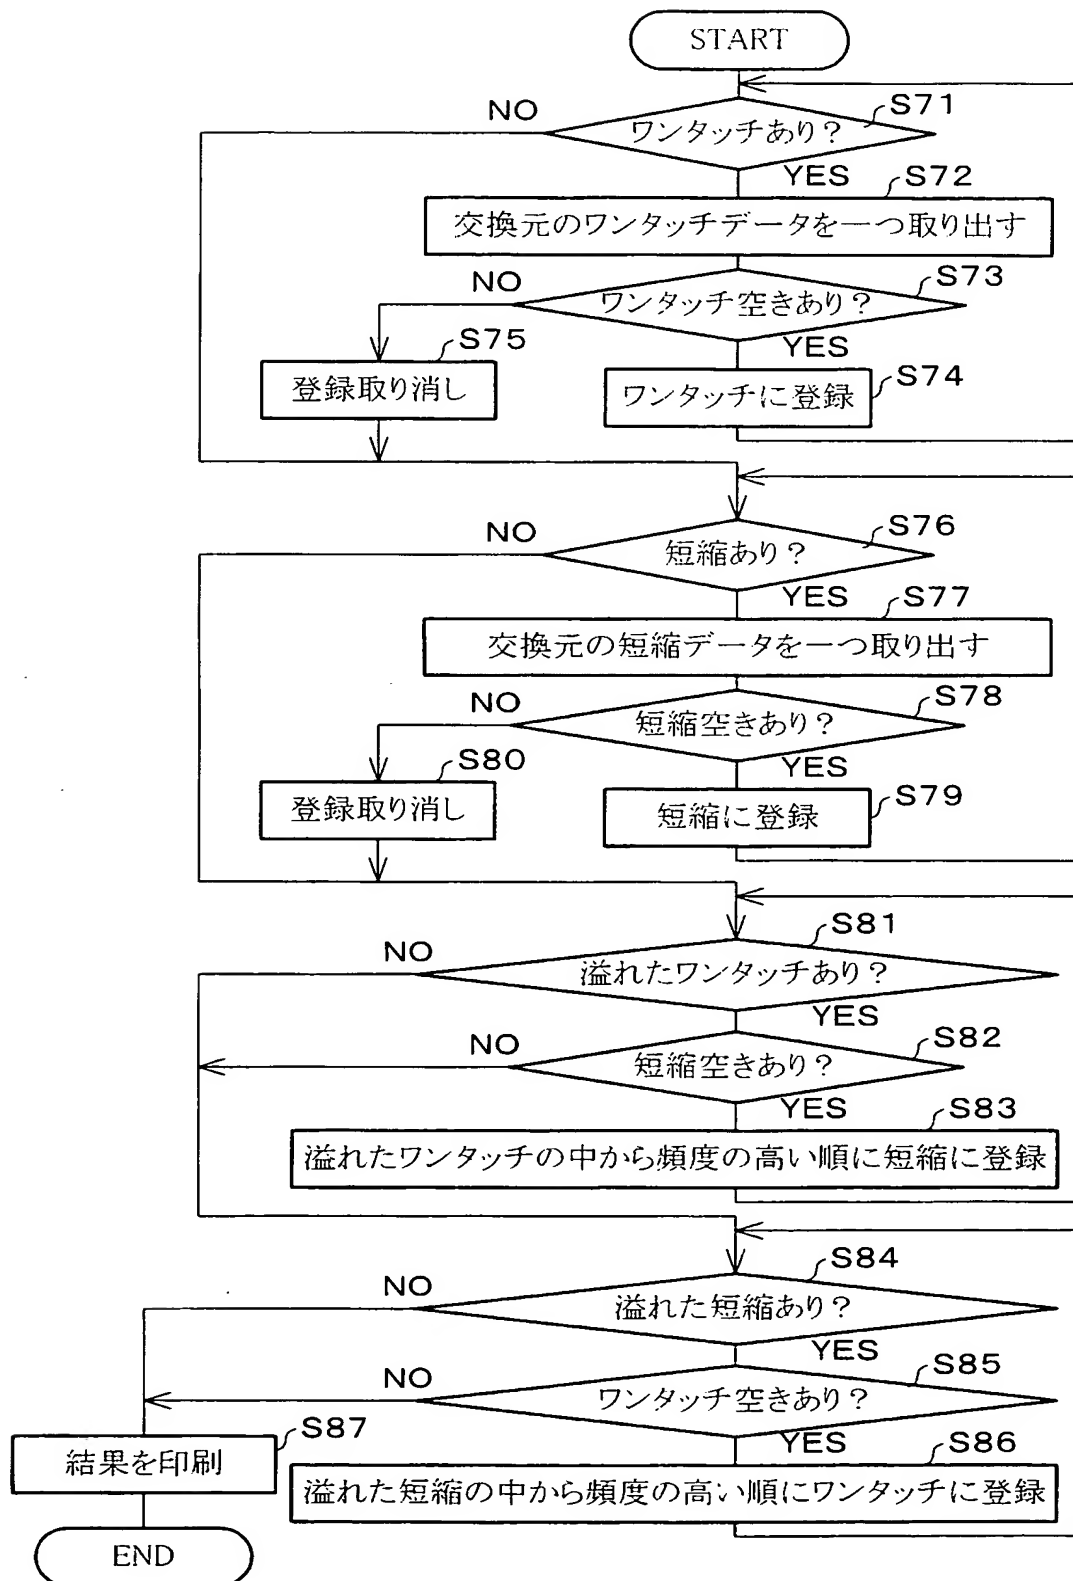 START
S71
NO
ワンタッチあり？
YES
S72
交換元のワンタッチデータを一つ取り出す
S73
NO
ワンタッチ空きあり？
YES
S75
S74
登録取り消し
ワンタッチに登録
S76
NO
短縮あり？
YES
S77
交換元の短縮データを一つ取り出す
S78
NO
短縮空きあり？
YES
S80
S79
登録取り消し
短縮に登録
S81
NO
溢れたワンタッチあり？
YES
S82
NO
短縮空きあり？
YES
S83
溢れたワンタッチの中から頻度の高い順に短縮に登録
S84
NO
溢れた短縮あり？
YES
S85
NO
ワンタッチ空きあり？
YES
S87
S86
結果を印刷
溢れた短縮の中から頻度の高い順にワンタッチに登録
END